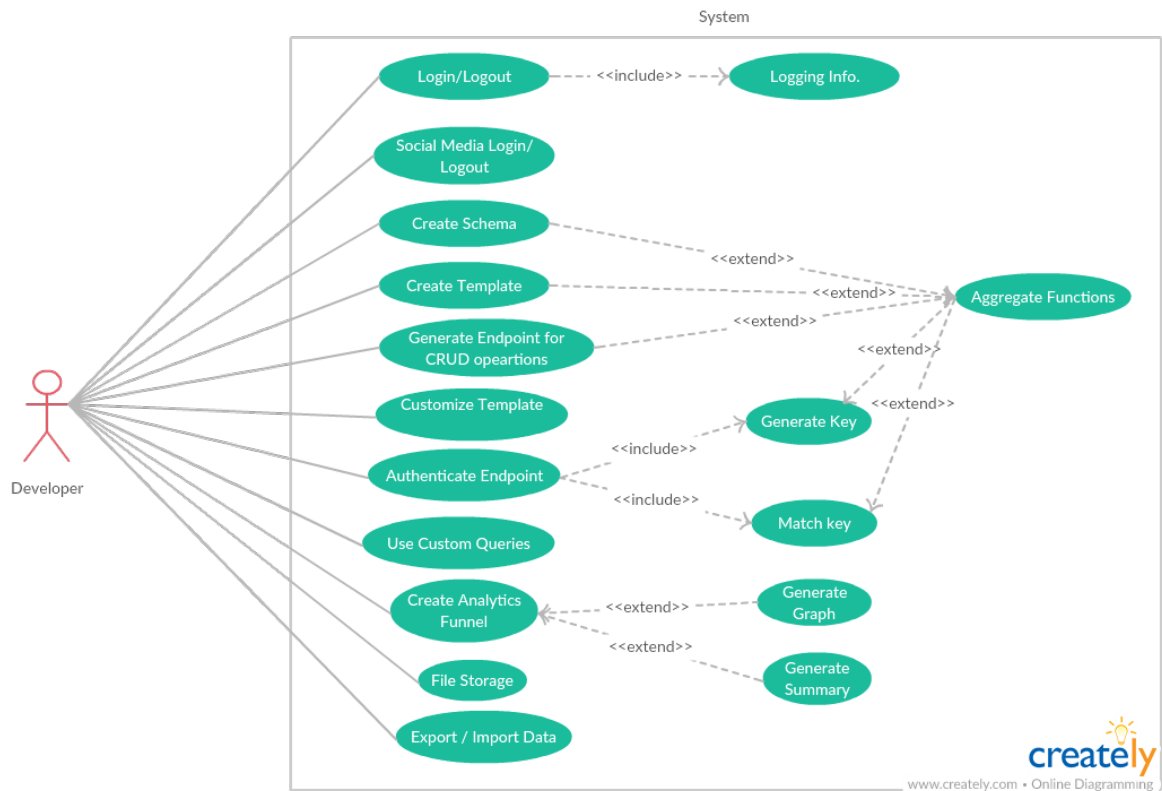 System
Login/Logout
<<include>>
Logging Info.
Social Media Login/
Logout
Create Schema
<<extend>>
Create Template
<<extend>>
Aggregate Functions
<<extend>>
Generate Endpoint for
CRUD opeartions
<<extend>>
Customize Template
<<extend>>
Generate Key
<<include>>
Authenticate Endpoint
<<include>>
Match key
Developer
Use Custom Queries
Create Analytics
Funnel
<<extend>>
Generate
Graph
<<extend>>
File Storage
Generate
Summary
Export / Import Data
creately
www.creately.com • Online Diagramming